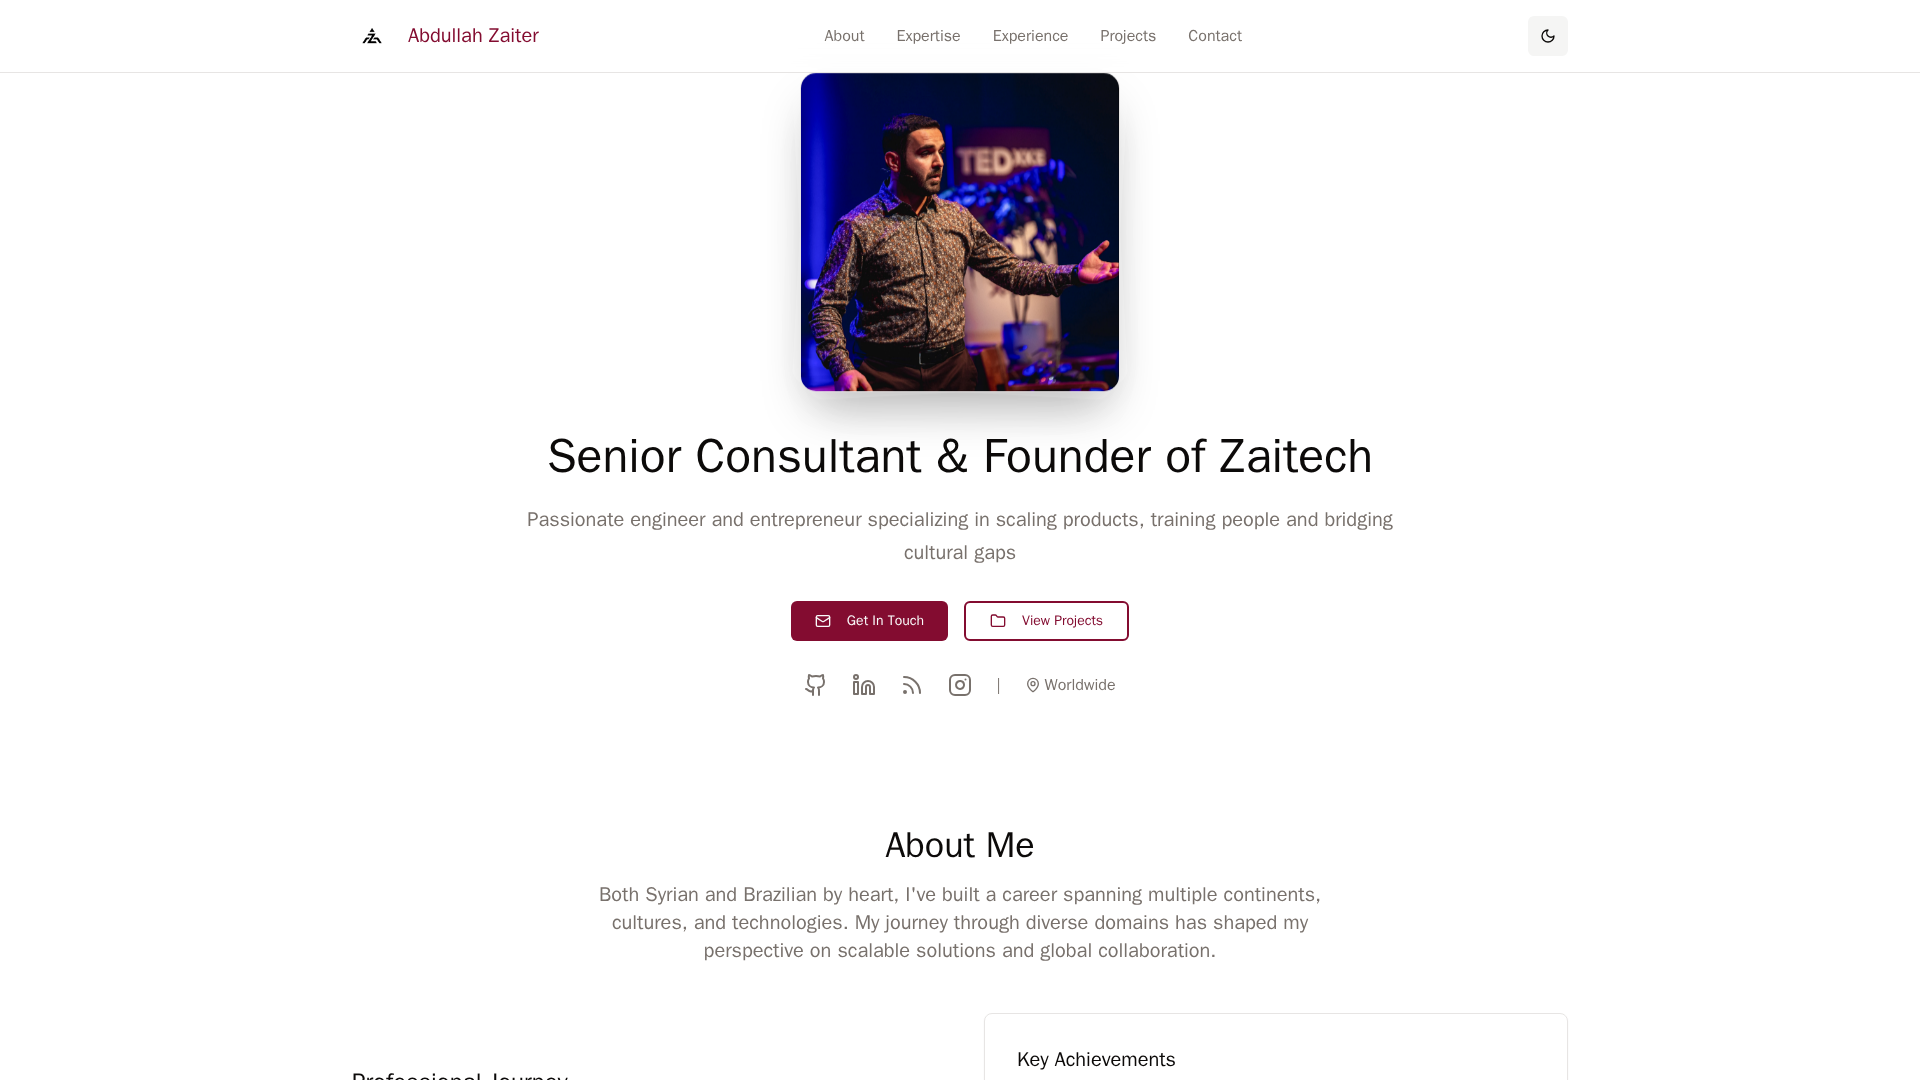 Abdullah Zaiter
About
Expertise
Experience
Projects
Contact
TED
Senior Consultant & Founder of Zaitech
Passionate engineer and entrepreneur specializing in scaling products, training people and bridging
cultural gaps
Get In Touch
View Projects
| Worldwide
About Me
Both Syrian and Brazilian by heart, I've built a career spanning multiple continents,
cultures, and technologies. My journey through diverse domains has shaped my
perspective on scalable solutions and global collaboration.
Key Achievements
Professional Journey